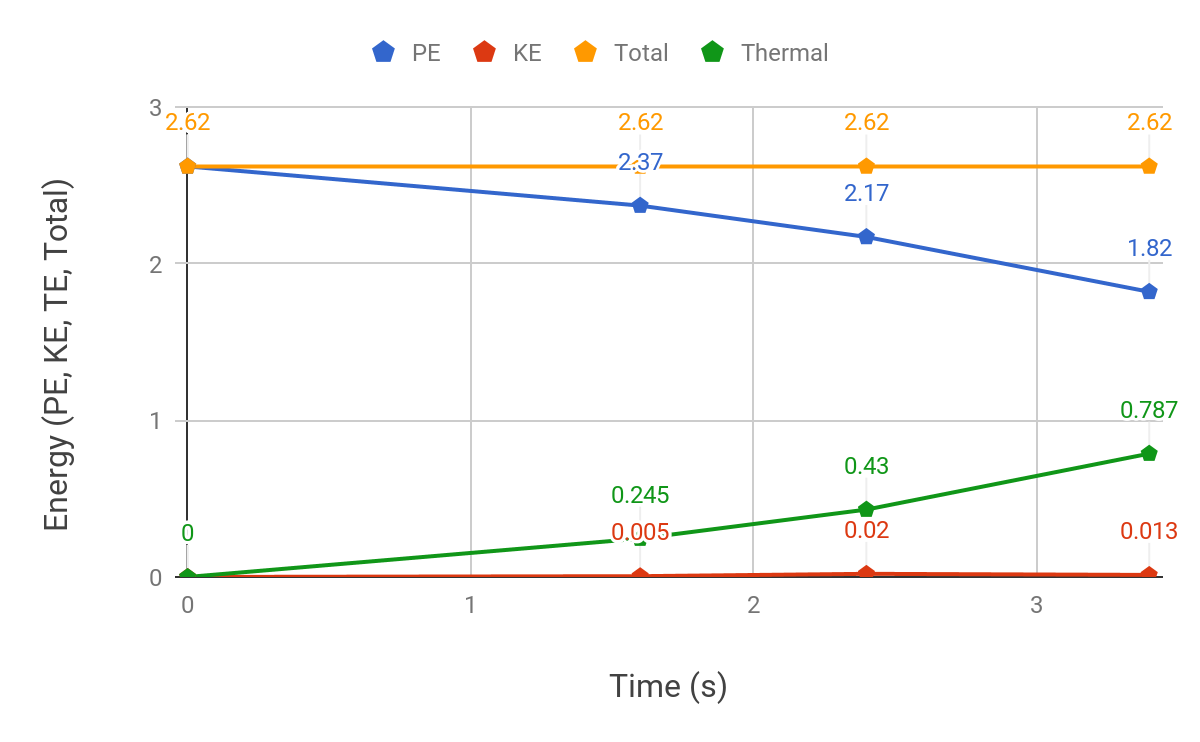 PE KE Total Thermal
3
2.62 2.62 2.62 2.62
2.37
2.17
2
1.82
1
0.787
0.43
0.245
0 0.005 0.02 0.013
0
0 1 2 3
Time (s)
Energy (PE, KE, TE, Total)